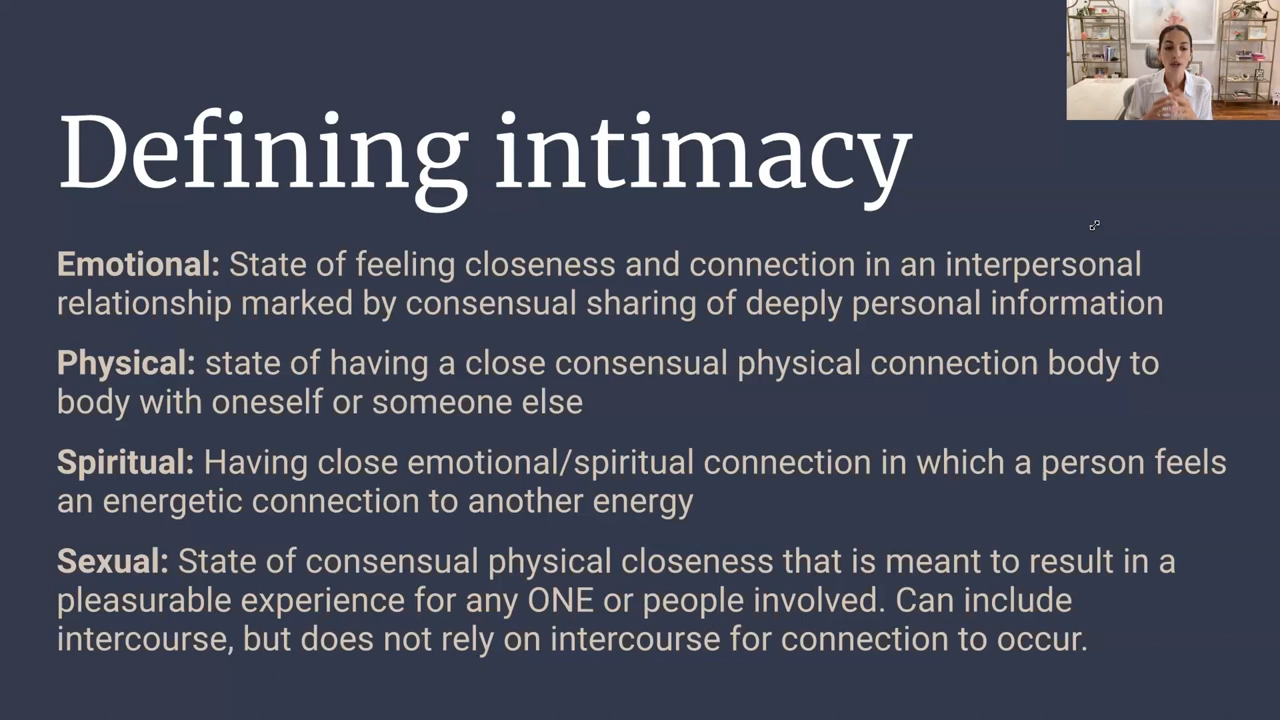 Defining intimacy
Emotional: State of feeling closeness and connection in an interpersonal
relationship marked by consensual sharing of deeply personal information
Physical: state of having a close consensual physical connection body to
body with oneself or someone else
Spiritual: Having close emotional/spiritual connection in which a person feels
an energetic connection to another energy
Sexual: State of consensual physical closeness that is meant to result in a
pleasurable experience for any ONE or people involved. Can include
intercourse, but does not rely on intercourse for connection to occur.